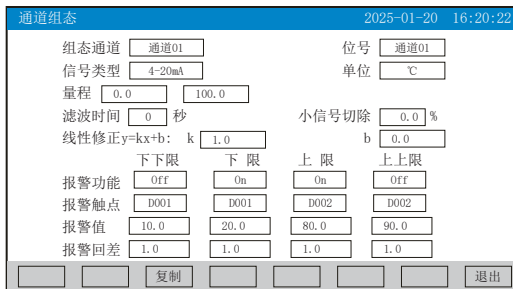 通道组态 2025-01-20 16:20:22
组态通道 通道01 位号 通道01
信号类型 4-20mA 单位 ℃
量程 0.0 100.0
滤波时间 0 秒 小信号切除 0.0 %
线性修正y=kx+b: k 1.0 b 0.0
下下限 下 限 上 限 上上限
报警功能 Off On On Off
报警触点 D001 D001 D002 D002
报警值 10.0 20.0 80.0 90.0
报警回差 1.0 1.0 1.0 1.0
复制 退出